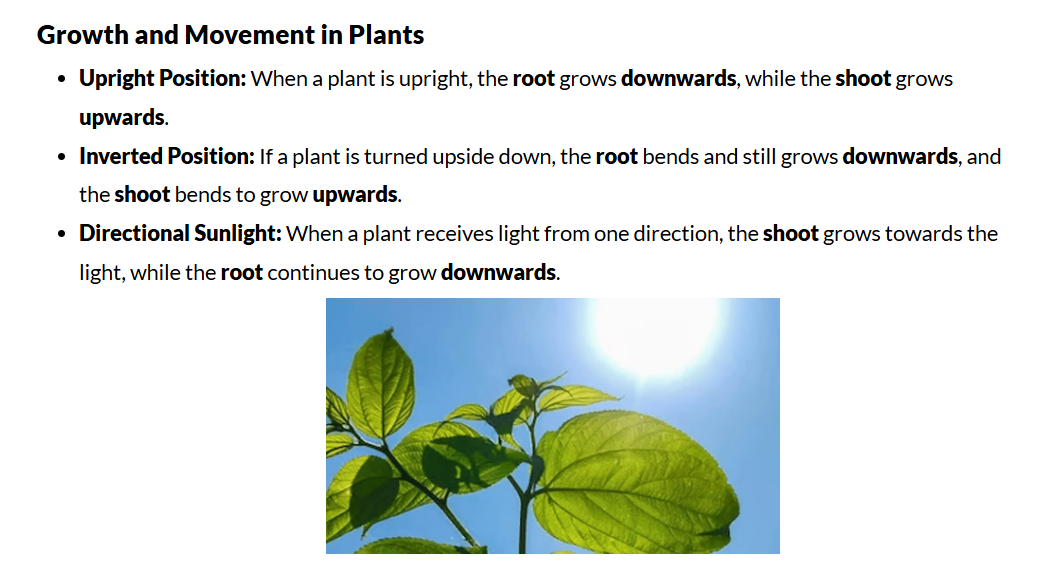 Growth and Movement in Plants
• Upright Position: When a plant is upright, the root grows downwards, while the shoot grows
upwards.
• Inverted Position: If a plant is turned upside down, the root bends and still grows downwards, and
the shoot bends to grow upwards.
• Directional Sunlight: When a plant receives light from one direction, the shoot grows towards the
light, while the root continues to grow downwards.